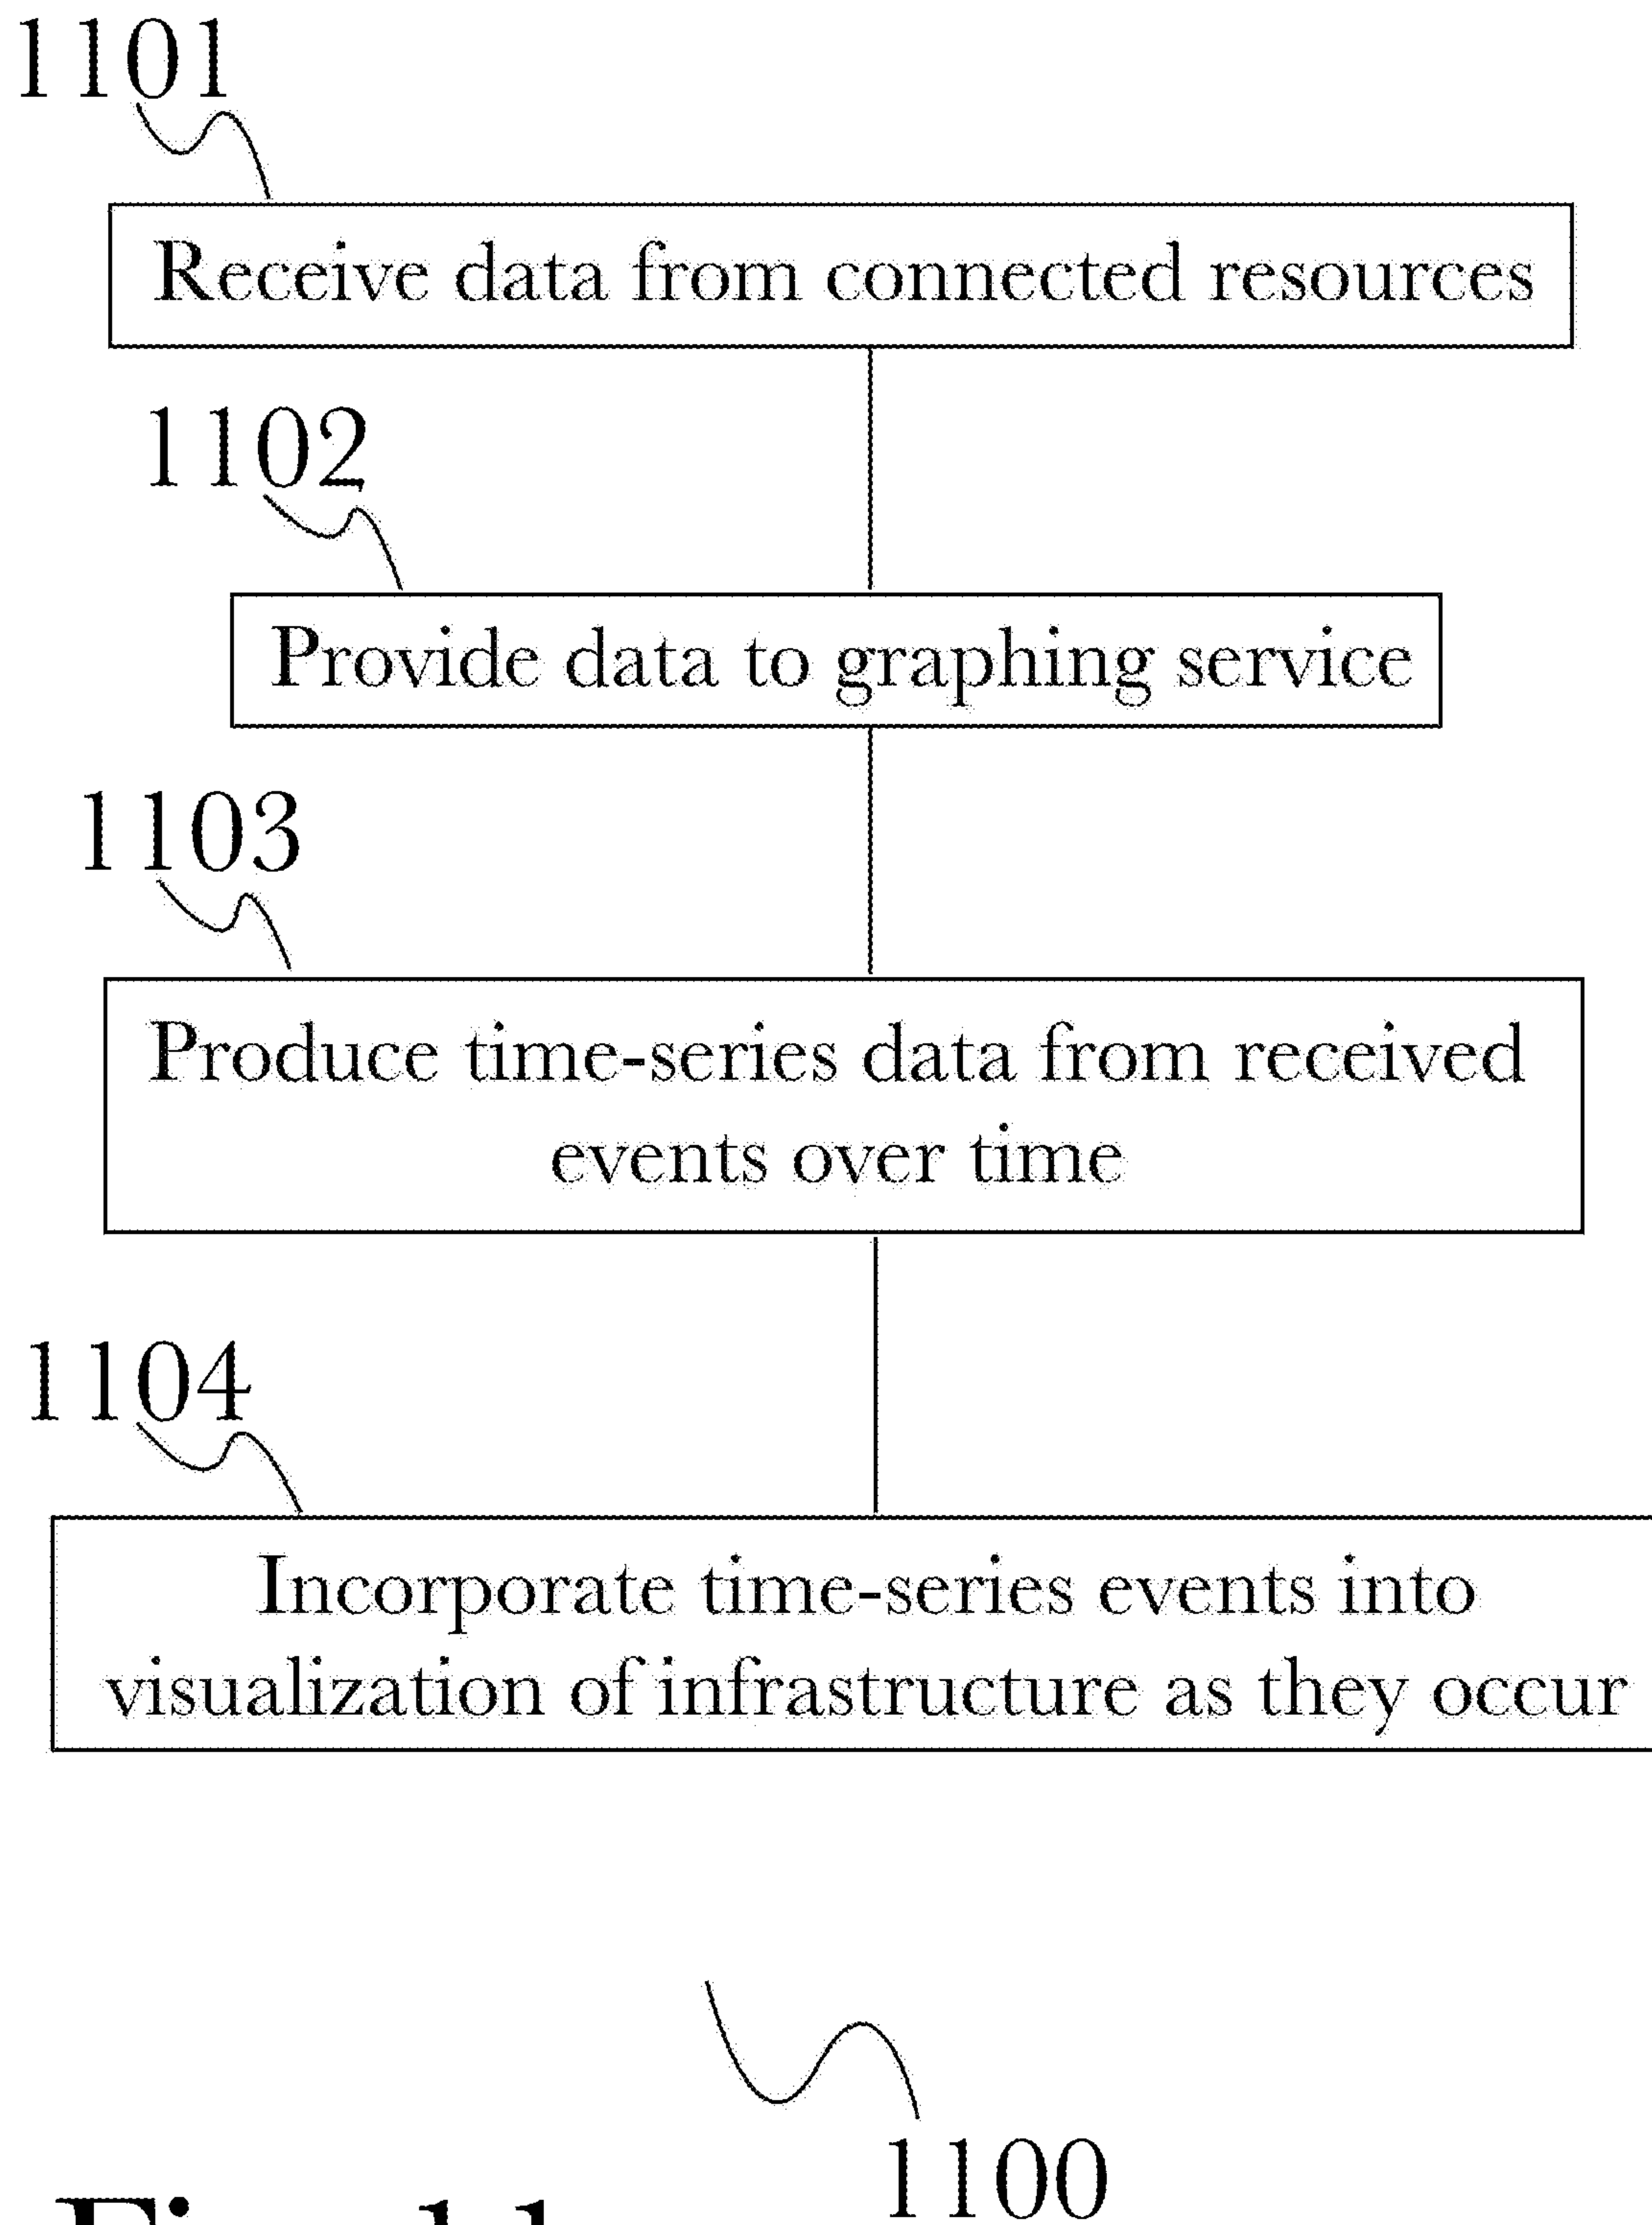 1101
Receive data from connected resources
1102
Provide data to graphing service
1103
Produce time-series data from received
events over time
1104
Incorporate time-series events into
visualization of infrastructure as they occur
1100